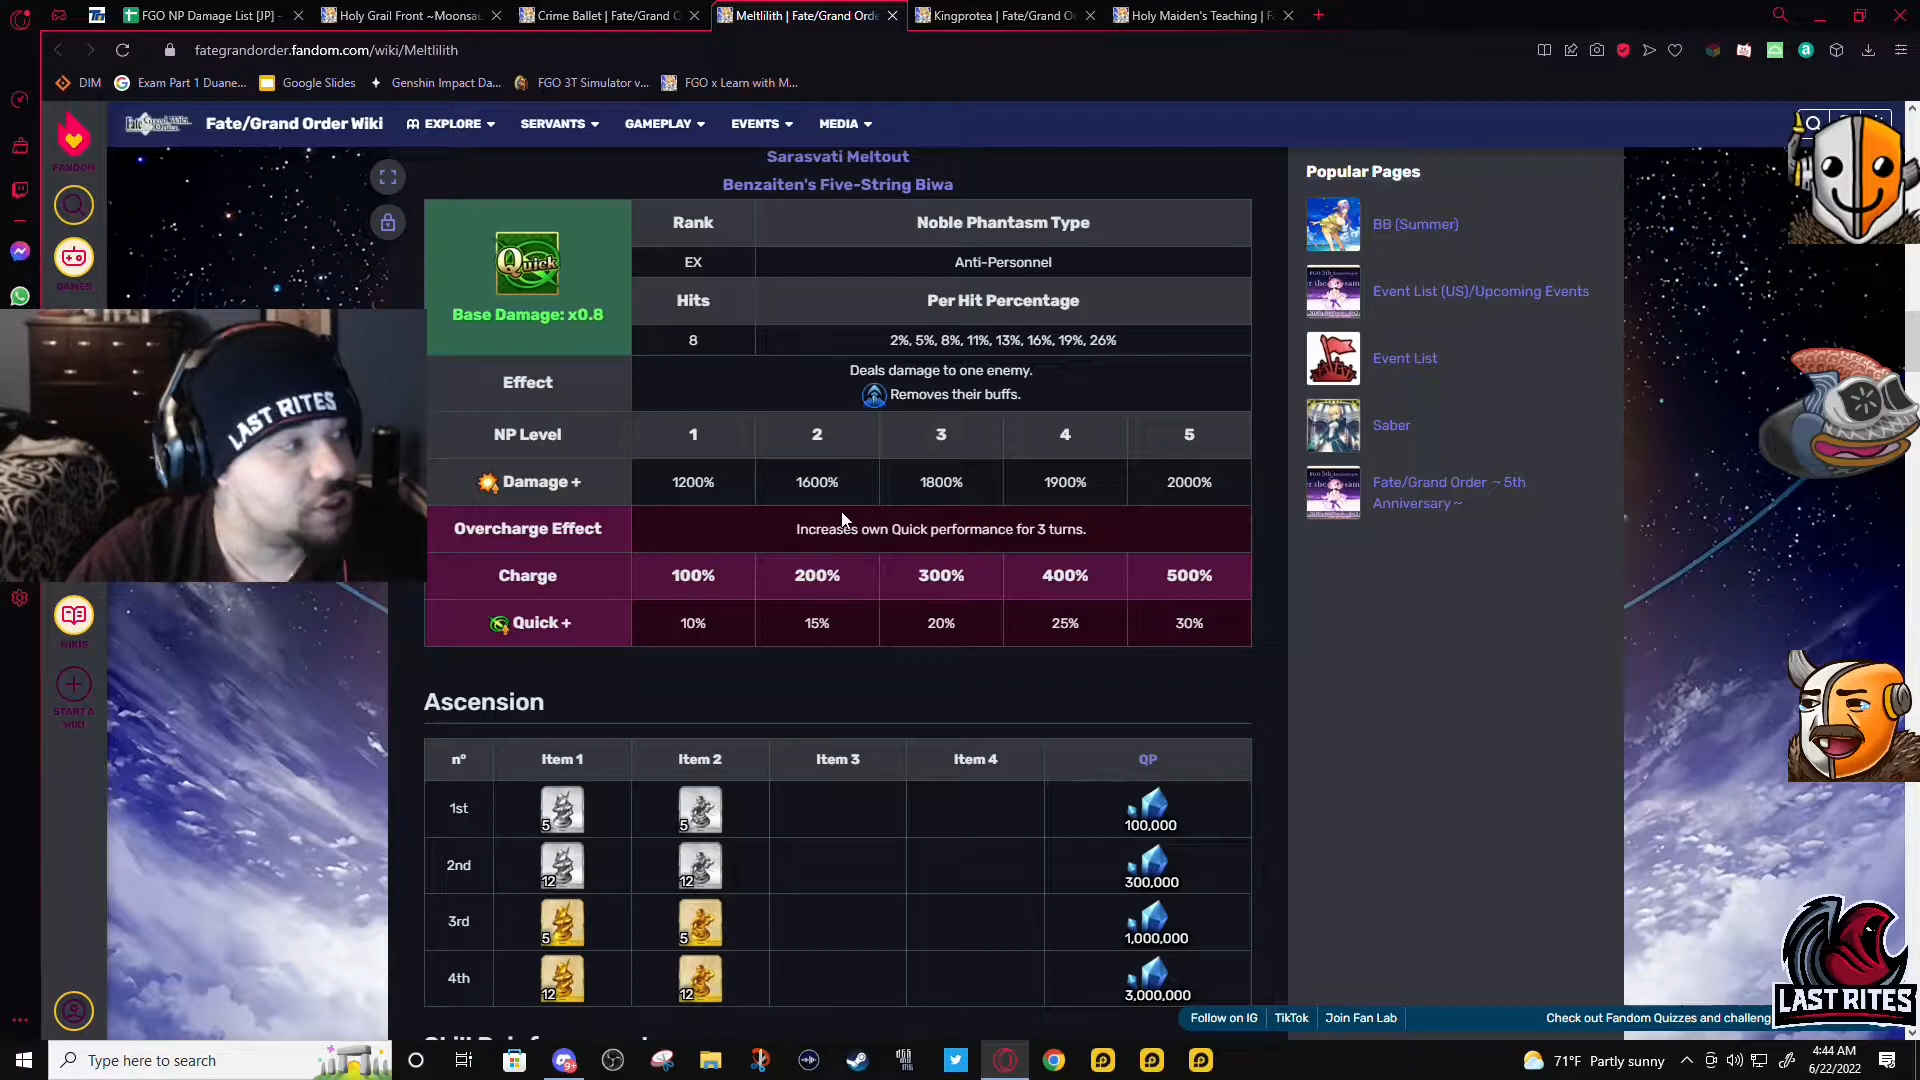 FGO NP Damage List [JP] -
Holy Grail Front ~Moonsau
Crime Ballet | Fate/Grand O
Meltlilith | Fate/Grand Orde
Kingprotea | Fate/Grand Or
Holy Maiden's Teaching | Fa
fategrandorder.fandom.com/wiki/Meltlilith
DIM
Exam Part 1 Duane...
Google Slides
Genshin Impact Da...
FGO 3T Simulator v...
FGO x Learn with M...
FANDOM
Fate/Grand Order Wiki
EXPLORE
SERVANTS
GAMEPLAY
EVENTS
MEDIA
GAMES
WIKIS
START A
WIKI
Sarasvati Meltout
Benzaiten's Five-String Biwa
Quick
Base Damage: x0.8
Rank
Noble Phantasm Type
EX
Anti-Personnel
Hits
Per Hit Percentage
8
2%, 5%, 8%, 11%, 13%, 16%, 19%, 26%
Effect
Deals damage to one enemy.
Removes their buffs.
NP Level
1
2
3
4
5
Damage +
1200%
1600%
1800%
1900%
2000%
Overcharge Effect
Increases own Quick performance for 3 turns.
Charge
100%
200%
300%
400%
500%
Quick +
10%
15%
20%
25%
30%
Ascension
n°
Item 1
Item 2
Item 3
Item 4
QP
1st
5
5
100,000
2nd
12
12
300,000
3rd
5
5
1,000,000
4th
12
12
3,000,000
Popular Pages
BB (Summer)
Event List (US)/Upcoming Events
Event List
Saber
Fate/Grand Order ~5th
Anniversary~
LAST RITES
LAST RITES
Follow on IG
TikTok
Join Fan Lab
Check out Fandom Quizzes and challeng
Type here to search
71°F Partly sunny
4:44 AM
6/22/2022